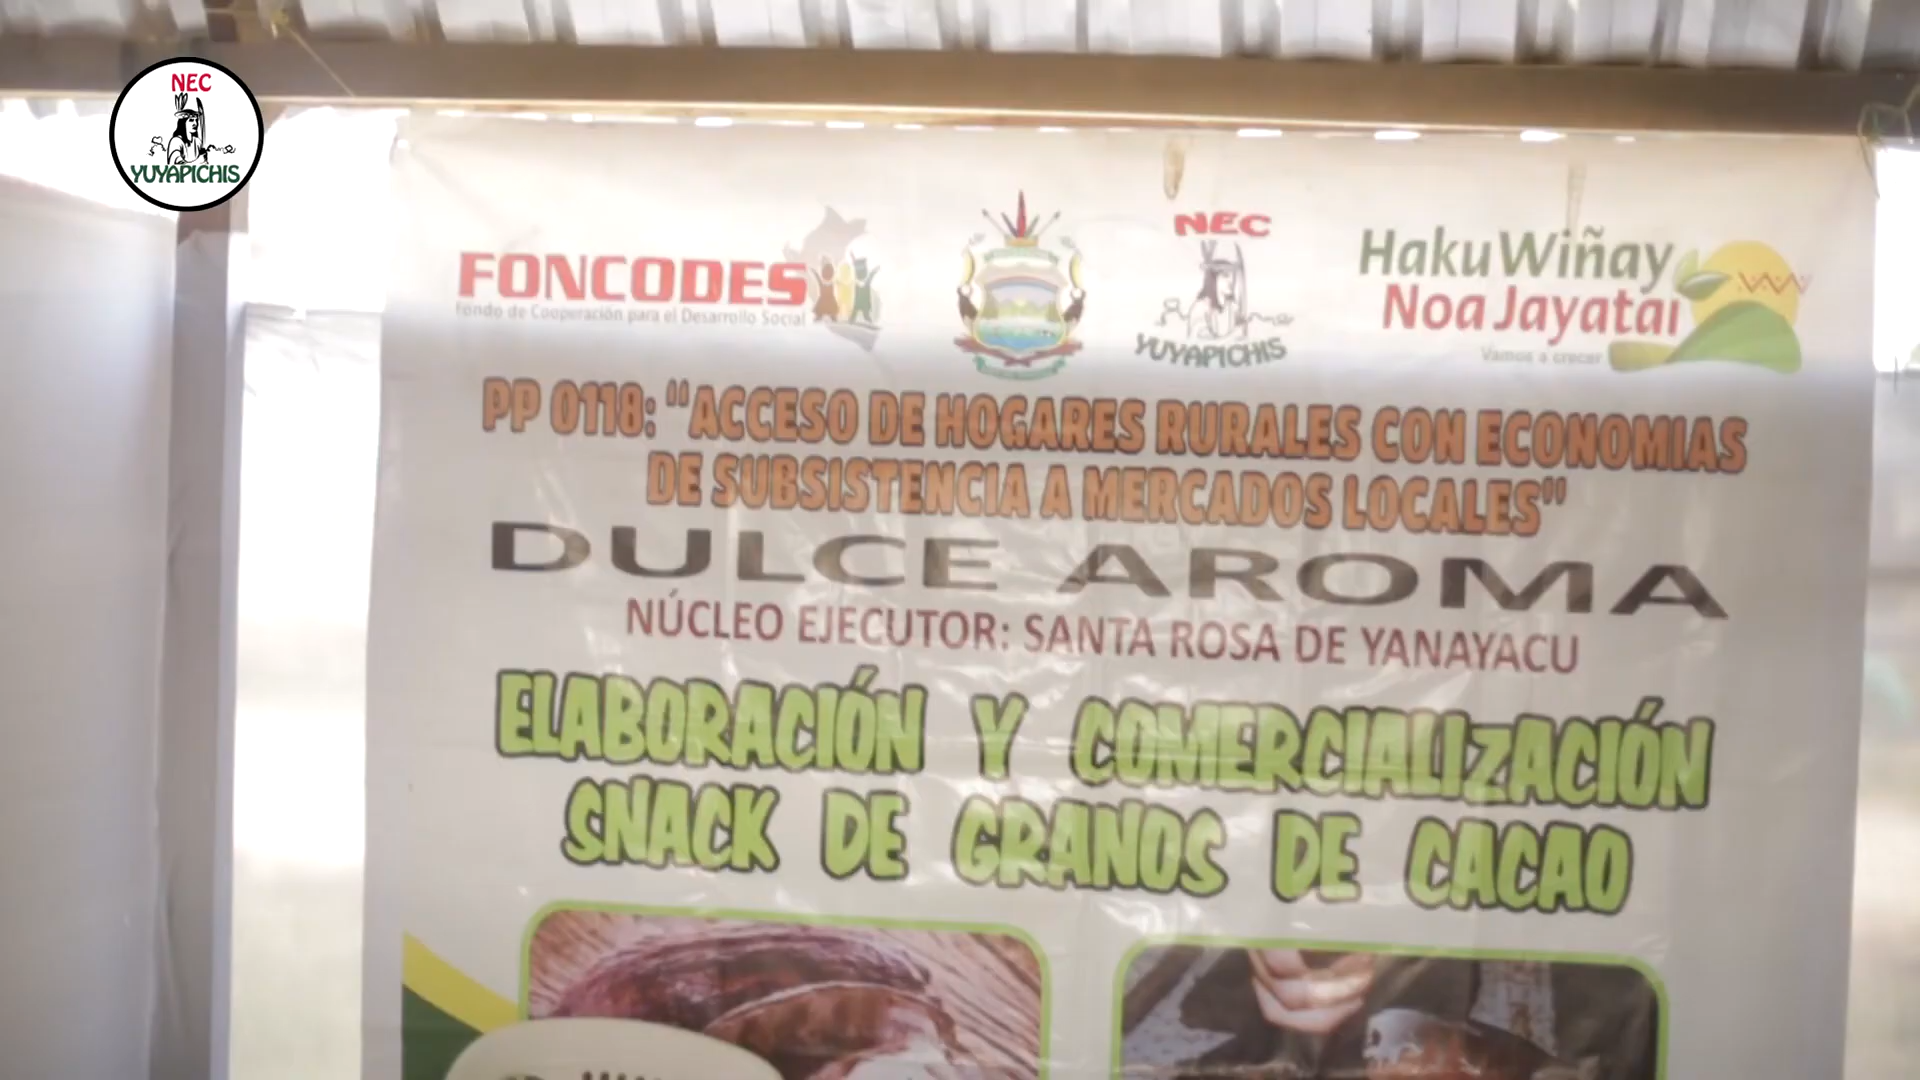 NEC
YUYAPICHIS
FONCODES
Fondo de Cooperación para el Desarrollo Social
NEC
YUYAPICHIS
Haku Wiñay
Noa Jayatai
Vamos a crecer
PP 0118: "ACCESO DE HOGARES RURALES CON ECONOMIAS
DE SUBSISTENCIA A MERCADOS LOCALES"
DULCE AROMA
NÚCLEO EJECUTOR: SANTA ROSA DE YANAYACU
ELABORACIÓN Y COMERCIALIZACIÓN
SNACK DE GRANOS DE CACAO